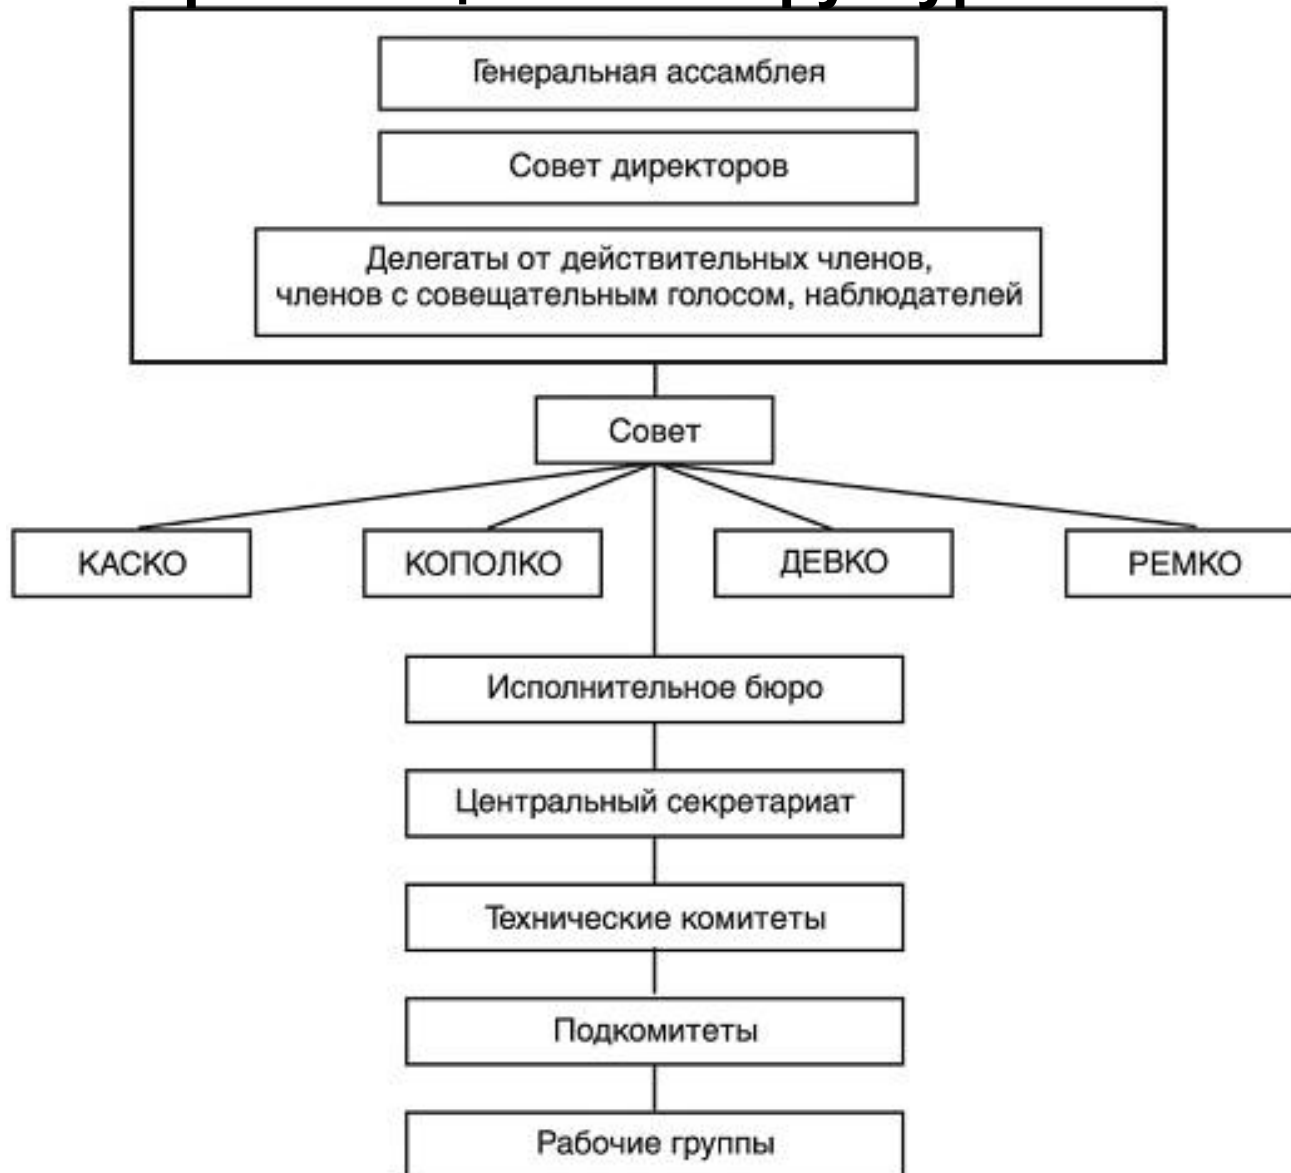 Генеральная ассамблея
Совет директоров
Делегаты от действительных членов,
членов с совещательным голосом, наблюдателей
Совет
КАСКО
КОПОЛКО
ДЕВКО
РЕМКО
Исполнительное бюро
Центральный секретариат
Технические комитеты
Подкомитеты
Рабочие группы